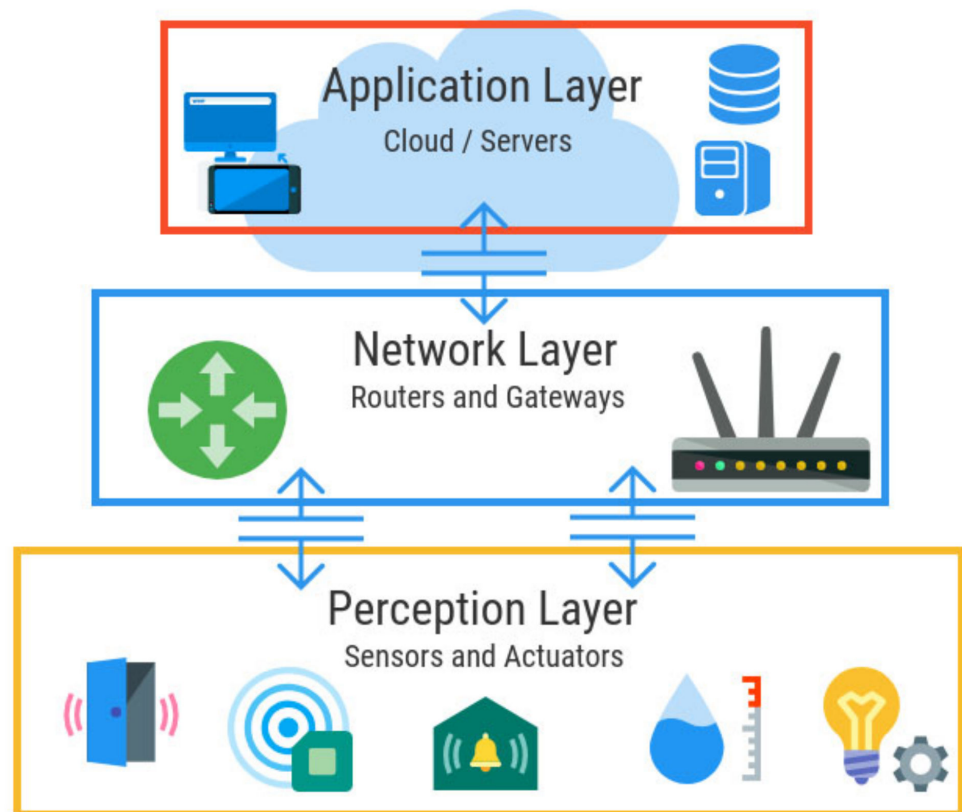 Application Layer
Cloud / Servers
Network Layer
Routers and Gateways
Perception Layer
Sensors and Actuators